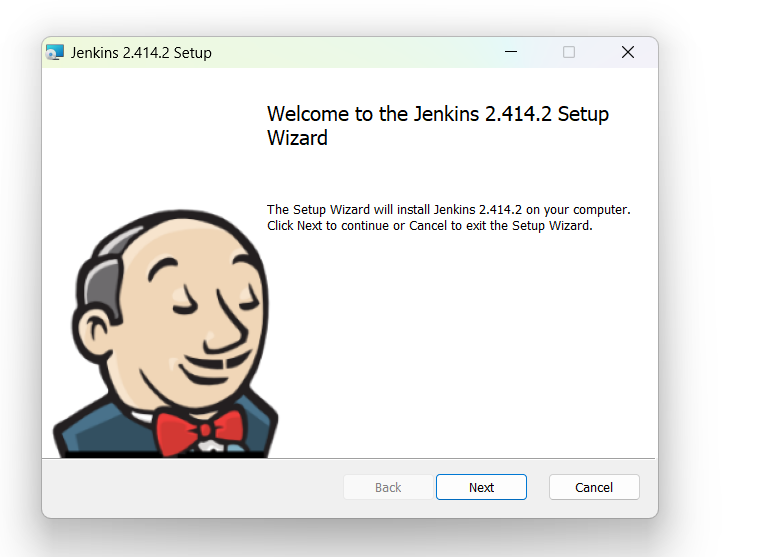 Jenkins 2.414.2 Setup
Welcome to the Jenkins 2.414.2 Setup
Wizard
The Setup Wizard will install Jenkins 2.414.2 on your computer.
Click Next to continue or Cancel to exit the Setup Wizard.
Back
Next
Cancel